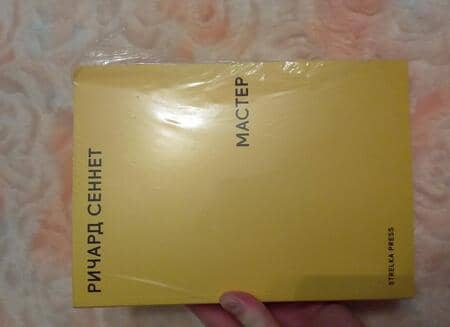 РИЧАРД СЕННЕТ
МАСТЕР
STRELKA PRESS